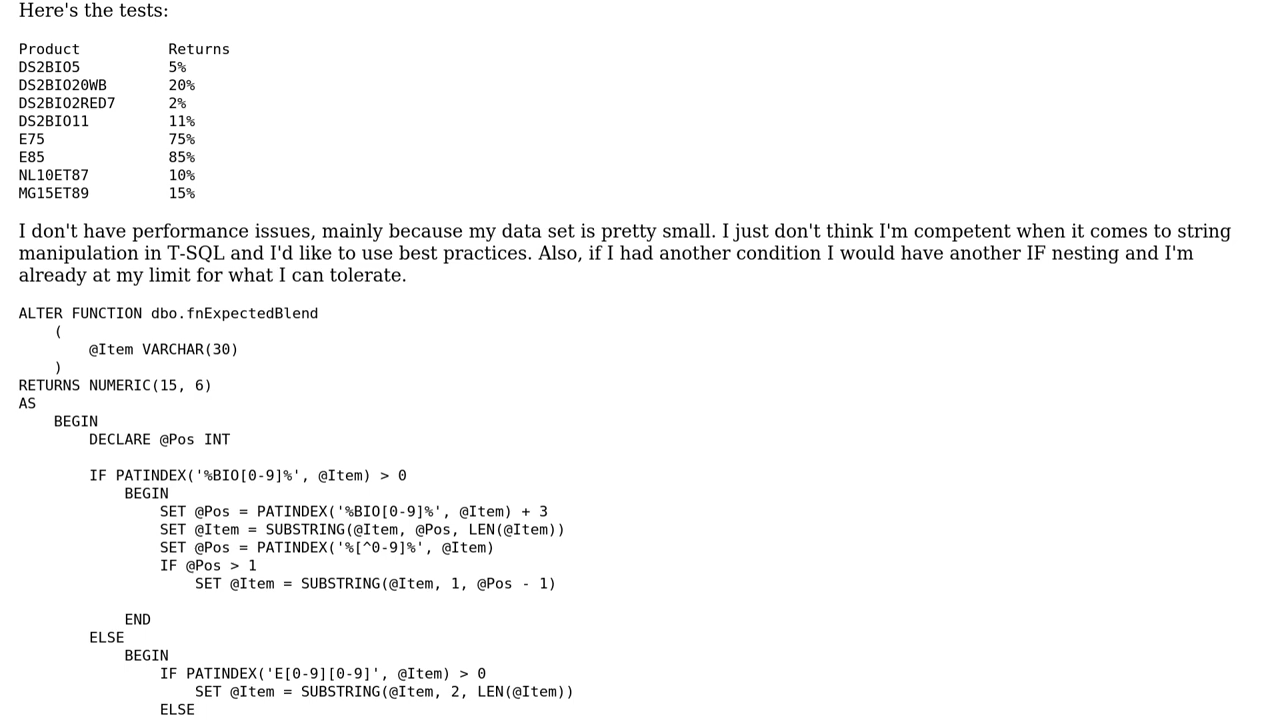 Here's the tests:
Product          Returns
DS2BIO5          5%
DS2BIO20WB       20%
DS2BIO2RED7      2%
DS2BIO11         11%
E75              75%
E85              85%
NL10ET87         10%
MG15ET89         15%
I don't have performance issues, mainly because my data set is pretty small. I just don't think I'm competent when it comes to string
manipulation in T-SQL and I'd like to use best practices. Also, if I had another condition I would have another IF nesting and I'm
already at my limit for what I can tolerate.
ALTER FUNCTION dbo.fnExpectedBlend
    (
        @Item VARCHAR(30)
    )
RETURNS NUMERIC(15, 6)
AS
    BEGIN
        DECLARE @Pos INT
        IF PATINDEX('%BIO[0-9]%', @Item) > 0
            BEGIN
                SET @Pos = PATINDEX('%BIO[0-9]%', @Item) + 3
                SET @Item = SUBSTRING(@Item, @Pos, LEN(@Item))
                SET @Pos = PATINDEX('%[^0-9]%', @Item)
                IF @Pos > 1
                    SET @Item = SUBSTRING(@Item, 1, @Pos - 1)
            END
        ELSE
            BEGIN
                IF PATINDEX('E[0-9][0-9]', @Item) > 0
                    SET @Item = SUBSTRING(@Item, 2, LEN(@Item))
                ELSE